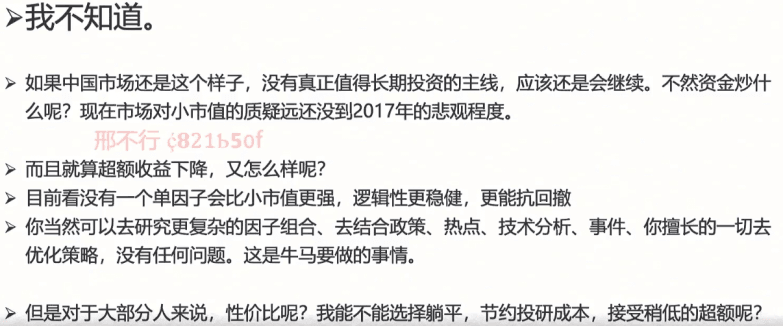 ➢我不知道。
➢ 如果中国市场还是这个样子，没有真正值得长期投资的主线，应该还是会继续。不然资金炒什
么呢？现在市场对小市值的质疑远还没到2017年的悲观程度。
邢不行 ¢821b5of
➢ 而且就算超额收益下降，又怎么样呢？
➢ 目前看没有一个单因子会比小市值更强，逻辑性更稳健，更能抗回撤
➢ 你当然可以去研究更复杂的因子组合、去结合政策、热点、技术分析、事件、你擅长的一切去
优化策略，没有任何问题。这是牛马要做的事情。
➢ 但是对于大部分人来说，性价比呢？我能不能选择躺平，节约投研成本，接受稍低的超额呢？